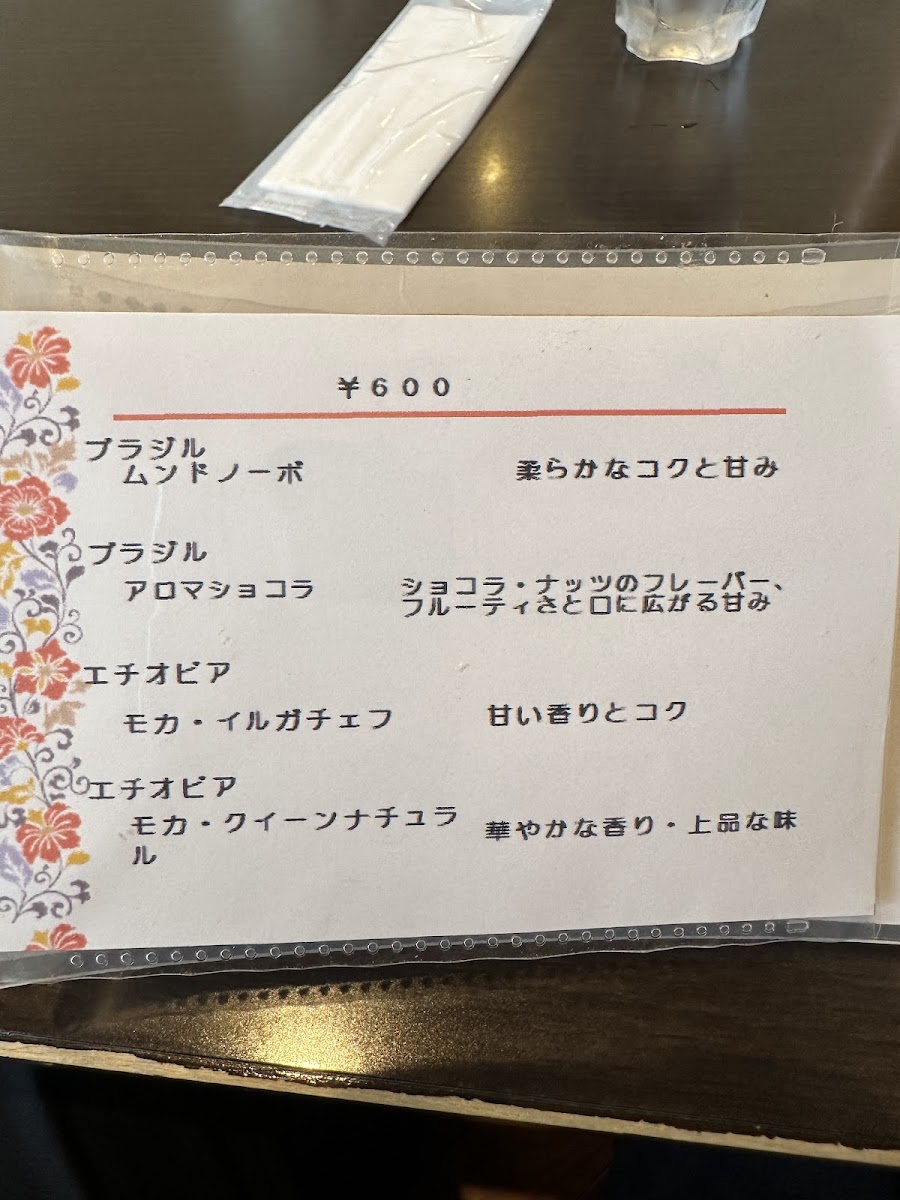 ￥６００
ブラジル
ムンドノーボ 柔らかなコクと甘み
ブラジル
アロマショコラ ショコラ・ナッツのフレーバー、
フルーティさと口に広がる甘み
エチオピア
モカ・イルガチェフ 甘い香りとコク
エチオピア
モカ・クイーンナチュラ
ル 華やかな香り・上品な味